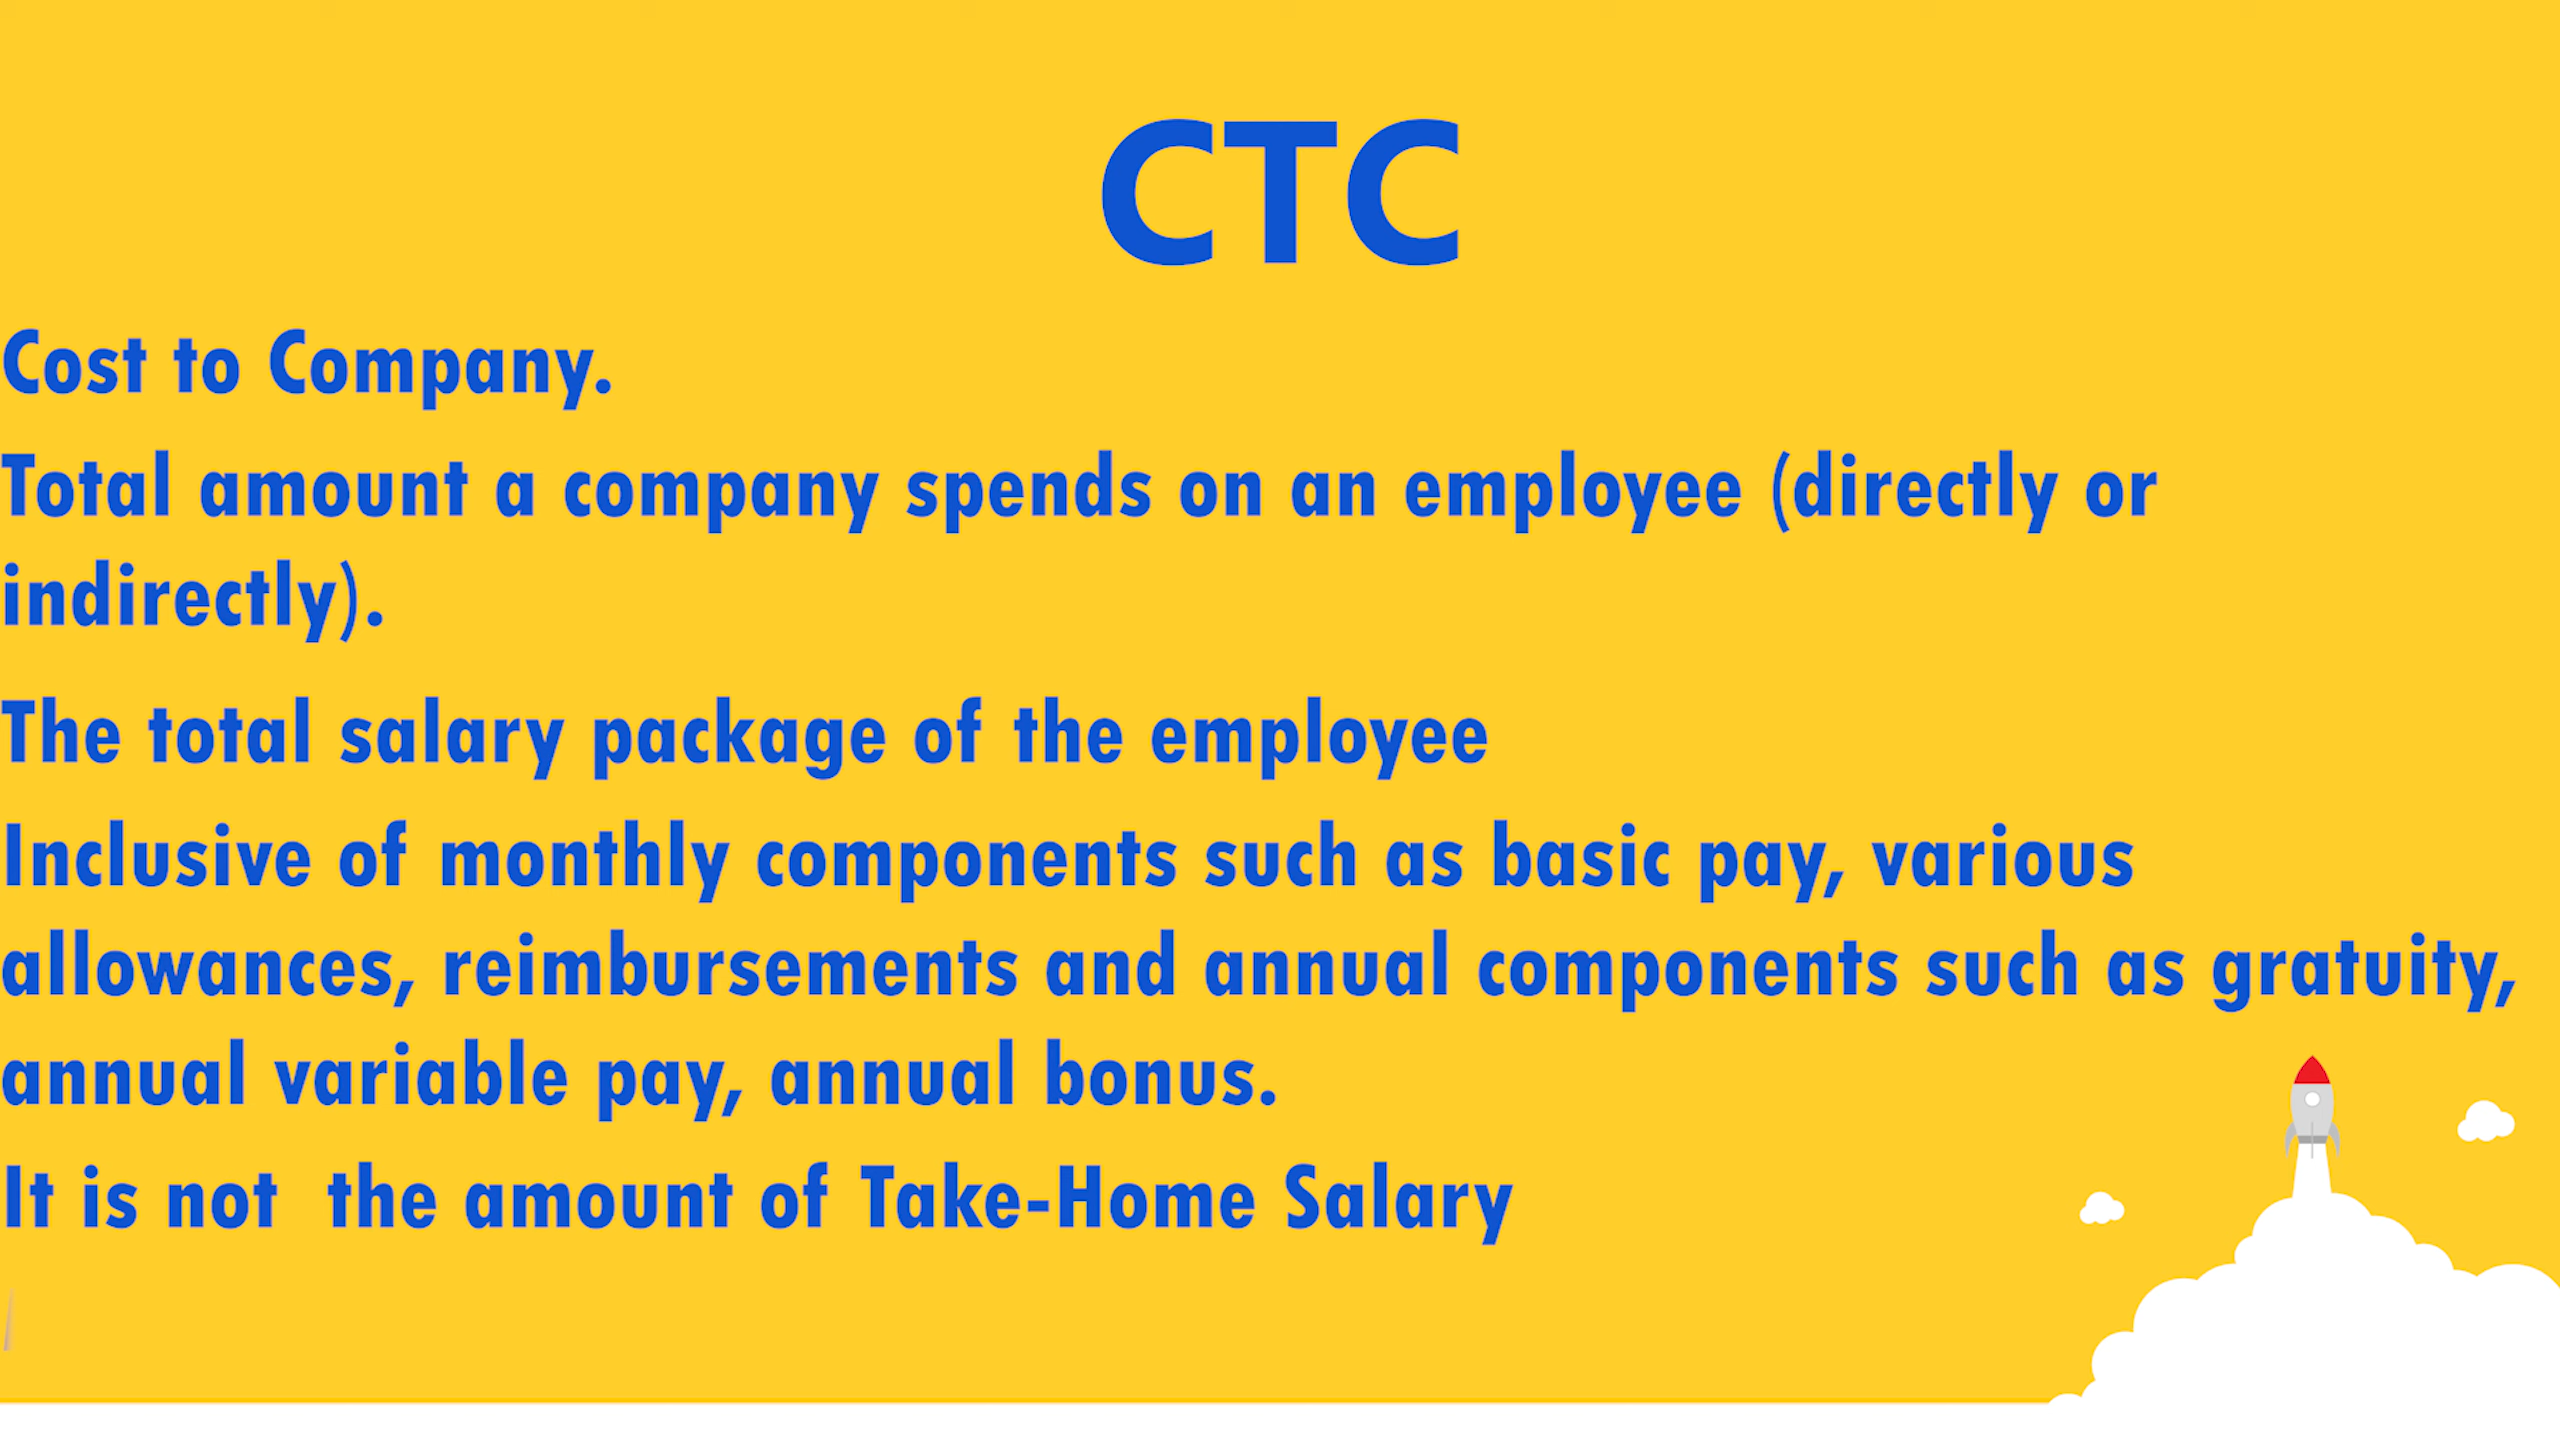 CTC
Cost to Company.
Total amount a company spends on an employee (directly or
indirectly).
The total salary package of the employee
Inclusive of monthly components such as basic pay, various
allowances, reimbursements and annual components such as gratuity,
annual variable pay, annual bonus.
It is not  the amount of Take-Home Salary